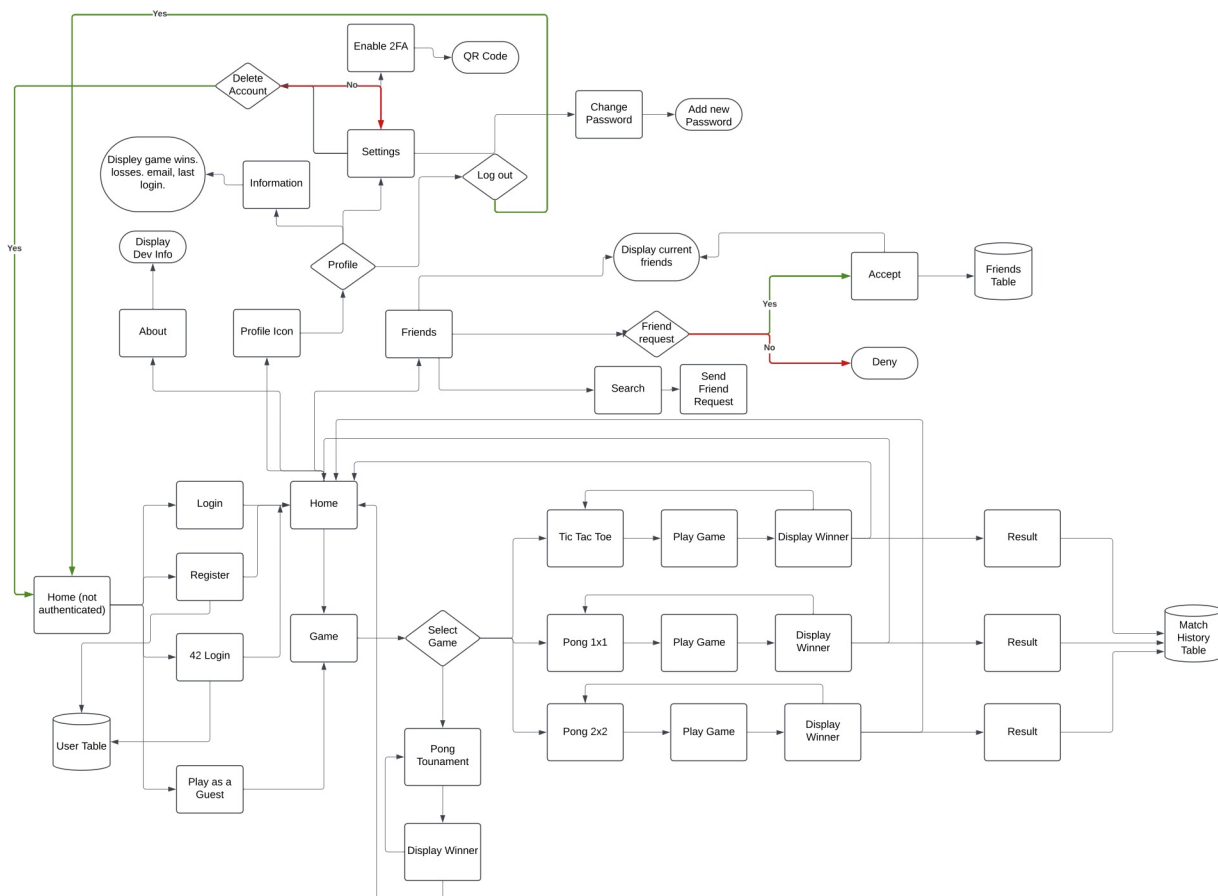 Yes
Enable 2FA
QR Code
Delete
Account
No
Change
Password
Add new
Password
Settings
Displey game wins.
losses. email, last
login.
Information
Log out
Yes
Display
Dev Info
Profile
Display current
friends
Accept
Friends
Table
Yes
About
Profile Icon
Friends
Friend
request
No
Deny
Search
Send
Friend
Request
Login
Home
Tic Tac Toe
Play Game
Display Winner
Result
Register
Home (not
authenticated)
Game
Select
Game
Pong 1x1
Play Game
Display
Winner
Result
Match
History
Table
42 Login
User Table
Pong 2x2
Play Game
Display
Winner
Result
Pong
Tounament
Play as a
Guest
Display Winner